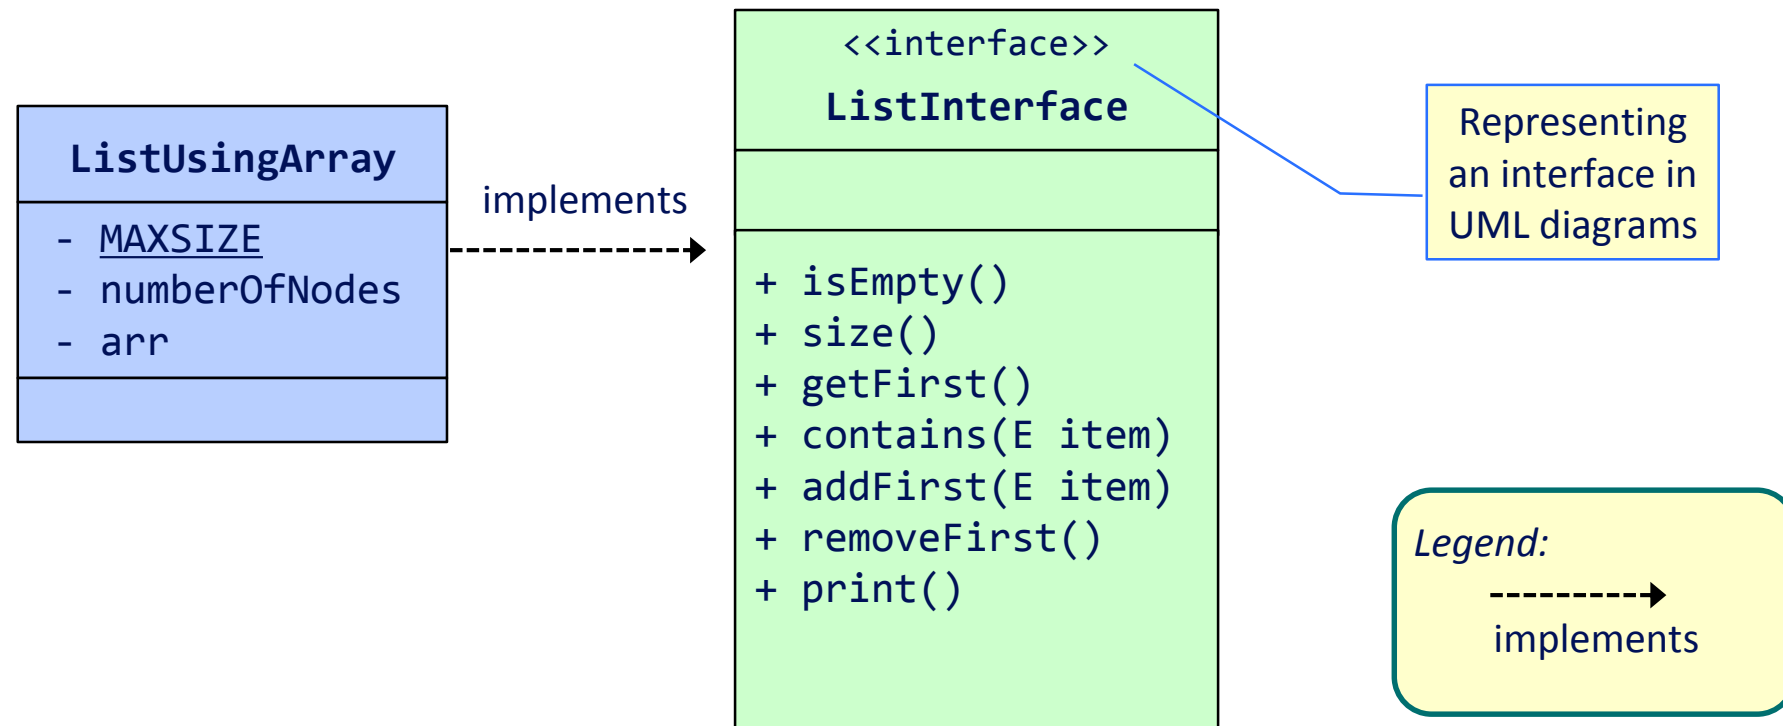 ListUsingArray
- MAXSIZE
- numberOfNodes
- arr
implements
<<interface>>
ListInterface
+ isEmpty()
+ size()
+ getFirst()
+ contains(E item)
+ addFirst(E item)
+ removeFirst()
+ print()
Representing
an interface in
UML diagrams
Legend:
implements